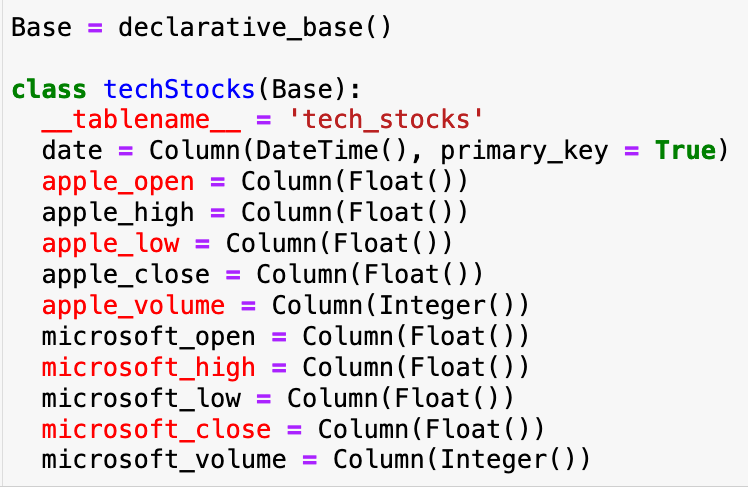 Base = declarative_base()
class techStocks(Base):
__tablename__ = 'tech_stocks'
date = Column(DateTime(), primary_key = True)
apple_open = Column(Float())
apple_high = Column(Float())
apple_low = Column(Float())
apple_close = Column(Float())
apple_volume = Column(Integer())
microsoft_open = Column(Float())
microsoft_high = Column(Float())
microsoft_low = Column(Float())
microsoft_close = Column(Float())
microsoft_volume = Column(Integer())